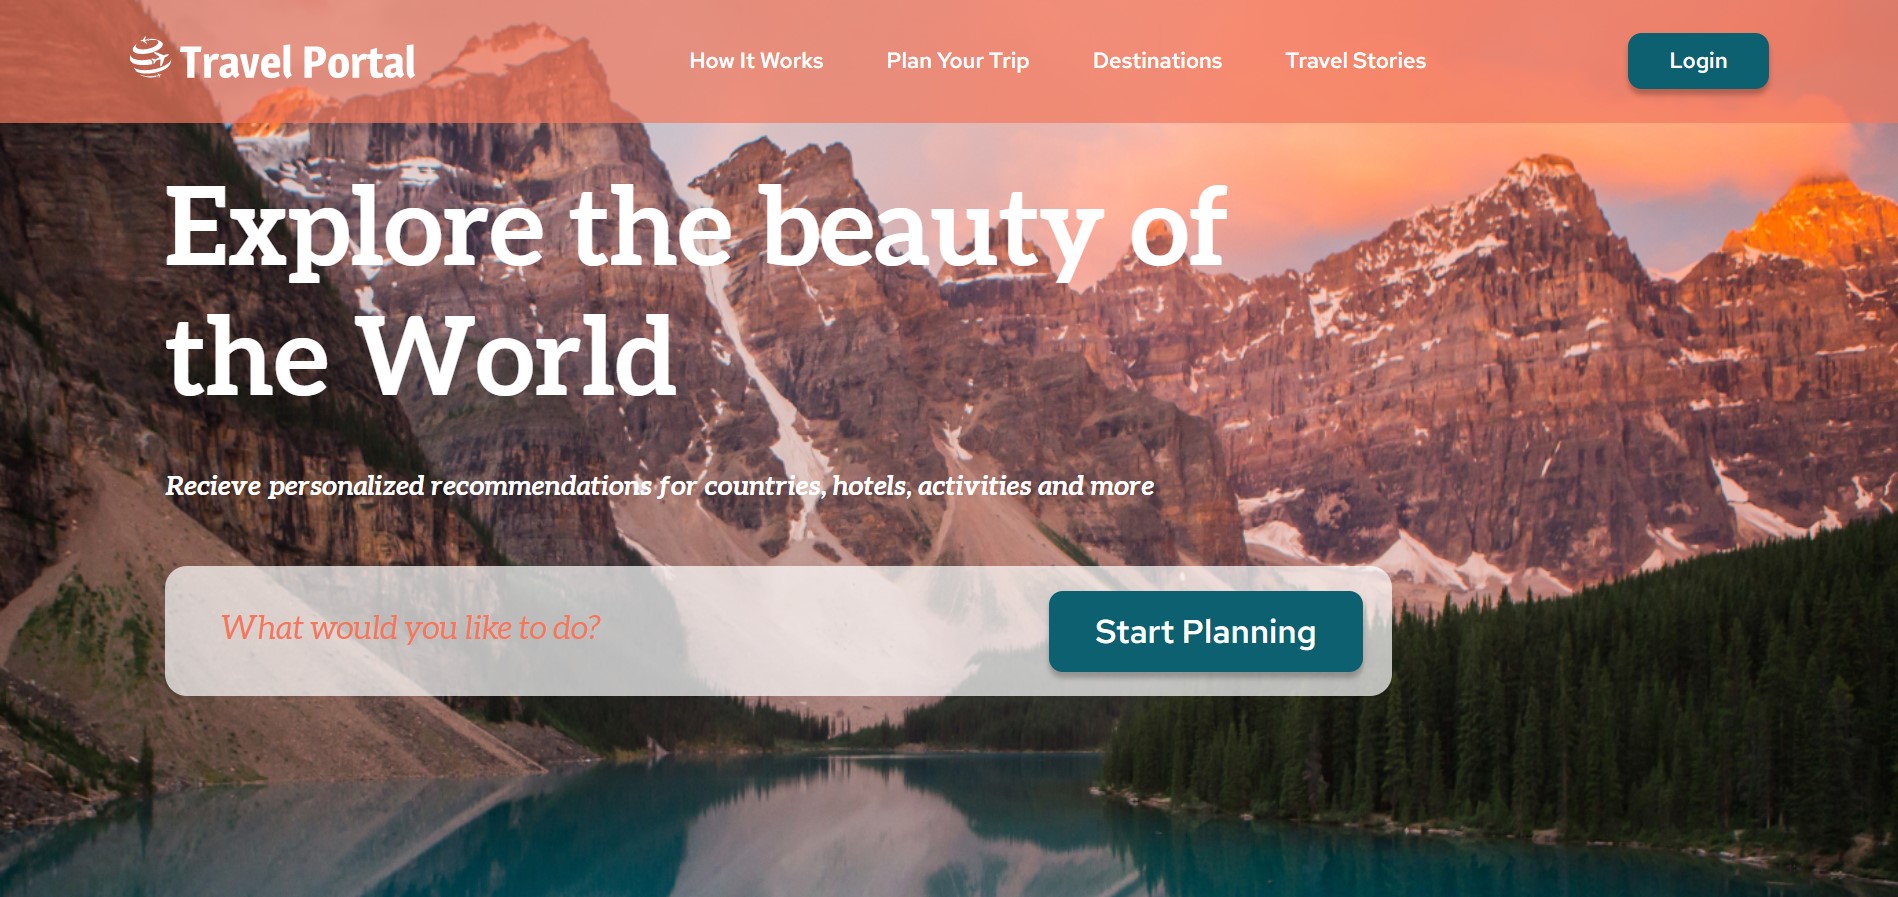 Travel Portal
How It Works
Plan Your Trip
Destinations
Travel Stories
Login
Explore the beauty of
the World
Recieve personalized recommendations for countries, hotels, activities and more
What would you like to do?
Start Planning